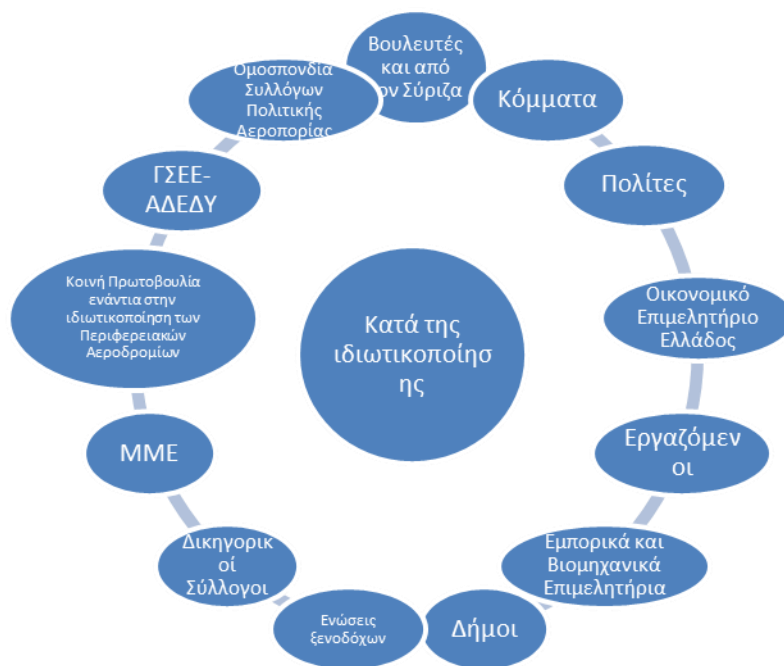 Βουλευτές
και από
τον Σύριζα
Κόμματα
Πολίτες
Οικονομικό
Επιμελητήριο
Ελλάδος
Εργαζόμεν
οι
Εμπορικά και
Βιομηχανικά
Επιμελητήρια
Δήμοι
Ενώσεις
ξενοδόχων
Δικηγορικ
οί
Σύλλογοι
ΜΜΕ
Κοινή Πρωτοβουλία
ενάντια στην
ιδιωτικοποίηση των
Περιφερειακών
Αεροδρομίων
ΓΣΕΕ-
ΑΔΕΔΥ
Ομοσπονδία
Συλλόγων
Πολιτικής
Αεροπορίας
Κατά της
ιδιωτικοποίησ
ης